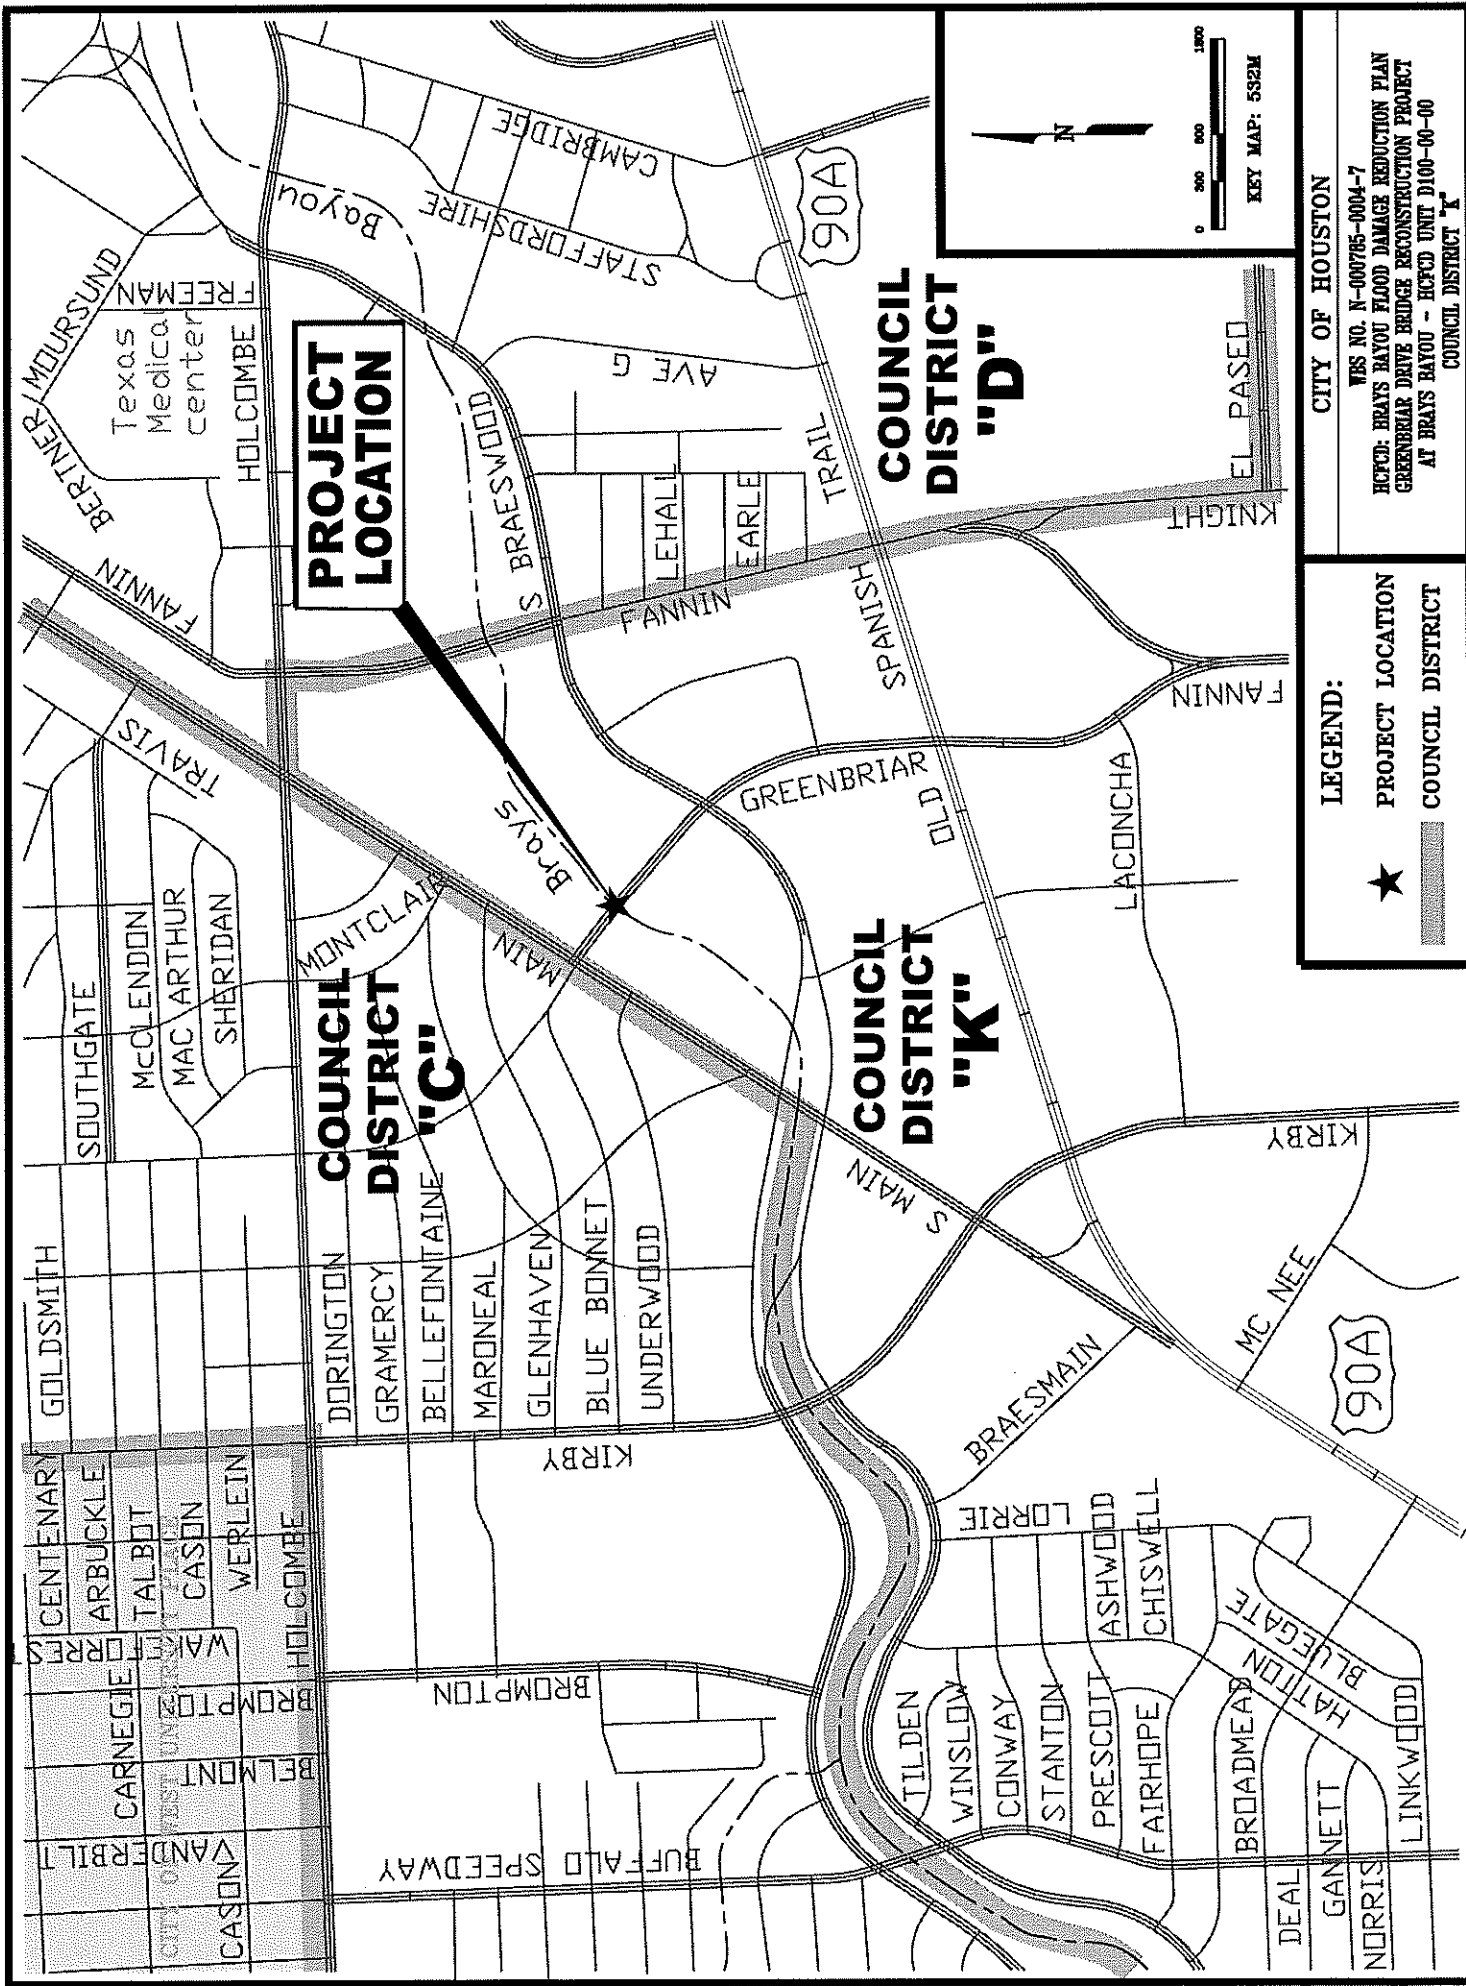 BERTNER
MOURSUND
FREEMAN
Texas
Medical
center
HOLCOMBE
FANNIN
TRAVIS
SOUTHGATE
McCLENDON
MAC ARTHUR
SHERIDAN
MONTCLAIR
GOLDSMITH
CENTENARY
ARBUCKLE
TALBOT
CASON
WERLEIN
HOLCOMBE
WAKEFORREST
CARNEGIE
BROMPTON
BELMONT
VANDERBILT
CASON
PROJECT
LOCATION
Brays
Bayou
CAMBRIDGE
STAFFORDSHIRE
S BRAESWOOD
AVE G
LEHALL
EARLE
FANNIN
90A
OLD
SPANISH
TRAIL
COUNCIL
DISTRICT
"D"
EL PASEO
KNIGHT
FANNIN
GREENBRIAR
LACONCHA
MAIN
COUNCIL
DISTRICT
"C"
DORINGTON
GRAMERCY
BELLEFONTAINE
MARONEAL
GLENHAVEN
BLUE BONNET
UNDERWOOD
KIRBY
COUNCIL
DISTRICT
"K"
S MAIN
KIRBY
MC NEE
90A
BRAESMAIN
BROMPTON
BUFFALO SPEEDWAY
LORRIE
ASHWOOD
CHISWELL
TILDEN
WINSLOW
CONWAY
STANTON
PRESCOTT
FAIRHOPE
BROADMEAD
HATTON
BLUEGATE
LINKWOOD
DEAL
GANNETT
NORRIS
N
0 300 600 1200
KEY MAP: 532M
CITY OF HOUSTON
WBS NO. N-000785-0004-7
HCFCD: BRAYS BAYOU FLOOD DAMAGE REDUCTION PLAN
GREENBRIAR DRIVE BRIDGE RECONSTRUCTION PROJECT
AT BRAYS BAYOU - HCFCD UNIT D100-00-00
COUNCIL DISTRICT "K"
LEGEND:
PROJECT LOCATION
COUNCIL DISTRICT